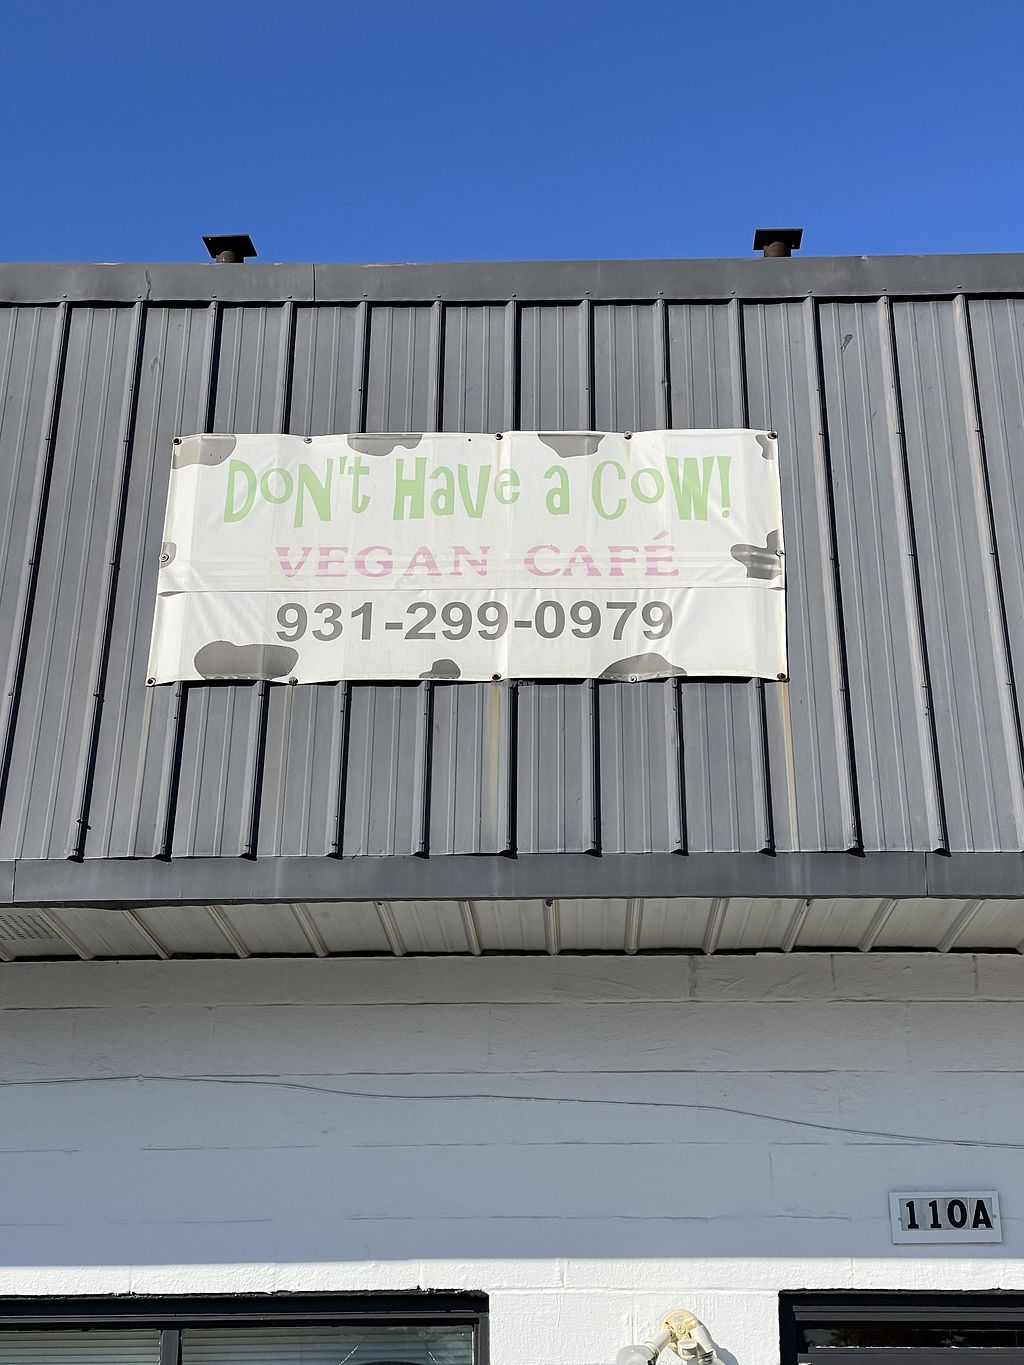 DoN't Have a CoW!
VEGAN CAFÉ
931-299-0979
110A